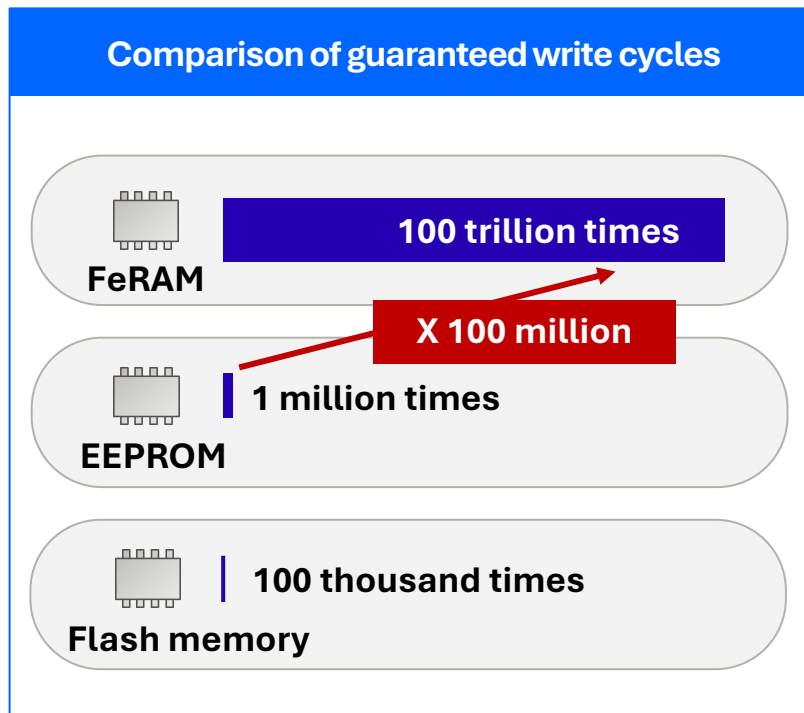 Comparison of guaranteed write cycles
100 trillion times
FeRAM
X 100 million
1 million times
EEPROM
100 thousand times
Flash memory